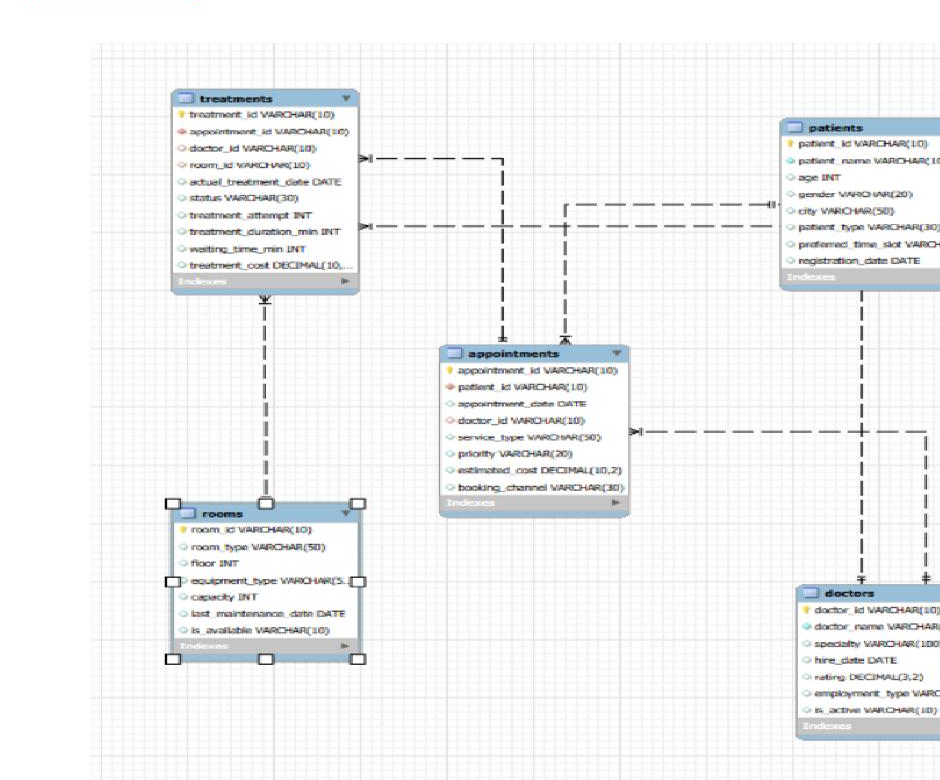 treatments
treatment_id VARCHAR(10)
appointment_id VARCHAR(10)
doctor_id VARCHAR(10)
room_id VARCHAR(10)
actual_treatment_date DATE
status VARCHAR(30)
treatment_attempt INT
treatment_duration_min INT
waiting_time_min INT
treatment_cost DECIMAL(10,...
Indexes
patients
patient_id VARCHAR(10)
patient_name VARCHAR(10
age INT
gender VARCHAR(20)
city VARCHAR(50)
patient_type VARCHAR(30)
preferred_time_slot VARCH
registration_date DATE
Indexes
appointments
appointment_id VARCHAR(10)
patient_id VARCHAR(10)
appointment_date DATE
doctor_id VARCHAR(10)
service_type VARCHAR(50)
priority VARCHAR(20)
estimated_cost DECIMAL(10,2)
booking_channel VARCHAR(30)
Indexes
rooms
room_id VARCHAR(10)
room_type VARCHAR(50)
floor INT
equipment_type VARCHAR(5...
capacity INT
last_maintenance_date DATE
is_available VARCHAR(10)
Indexes
doctors
doctor_id VARCHAR(10)
doctor_name VARCHAR(
specialty VARCHAR(100
hire_date DATE
rating DECIMAL(3,2)
employment_type VARC
is_active VARCHAR(10)
Indexes